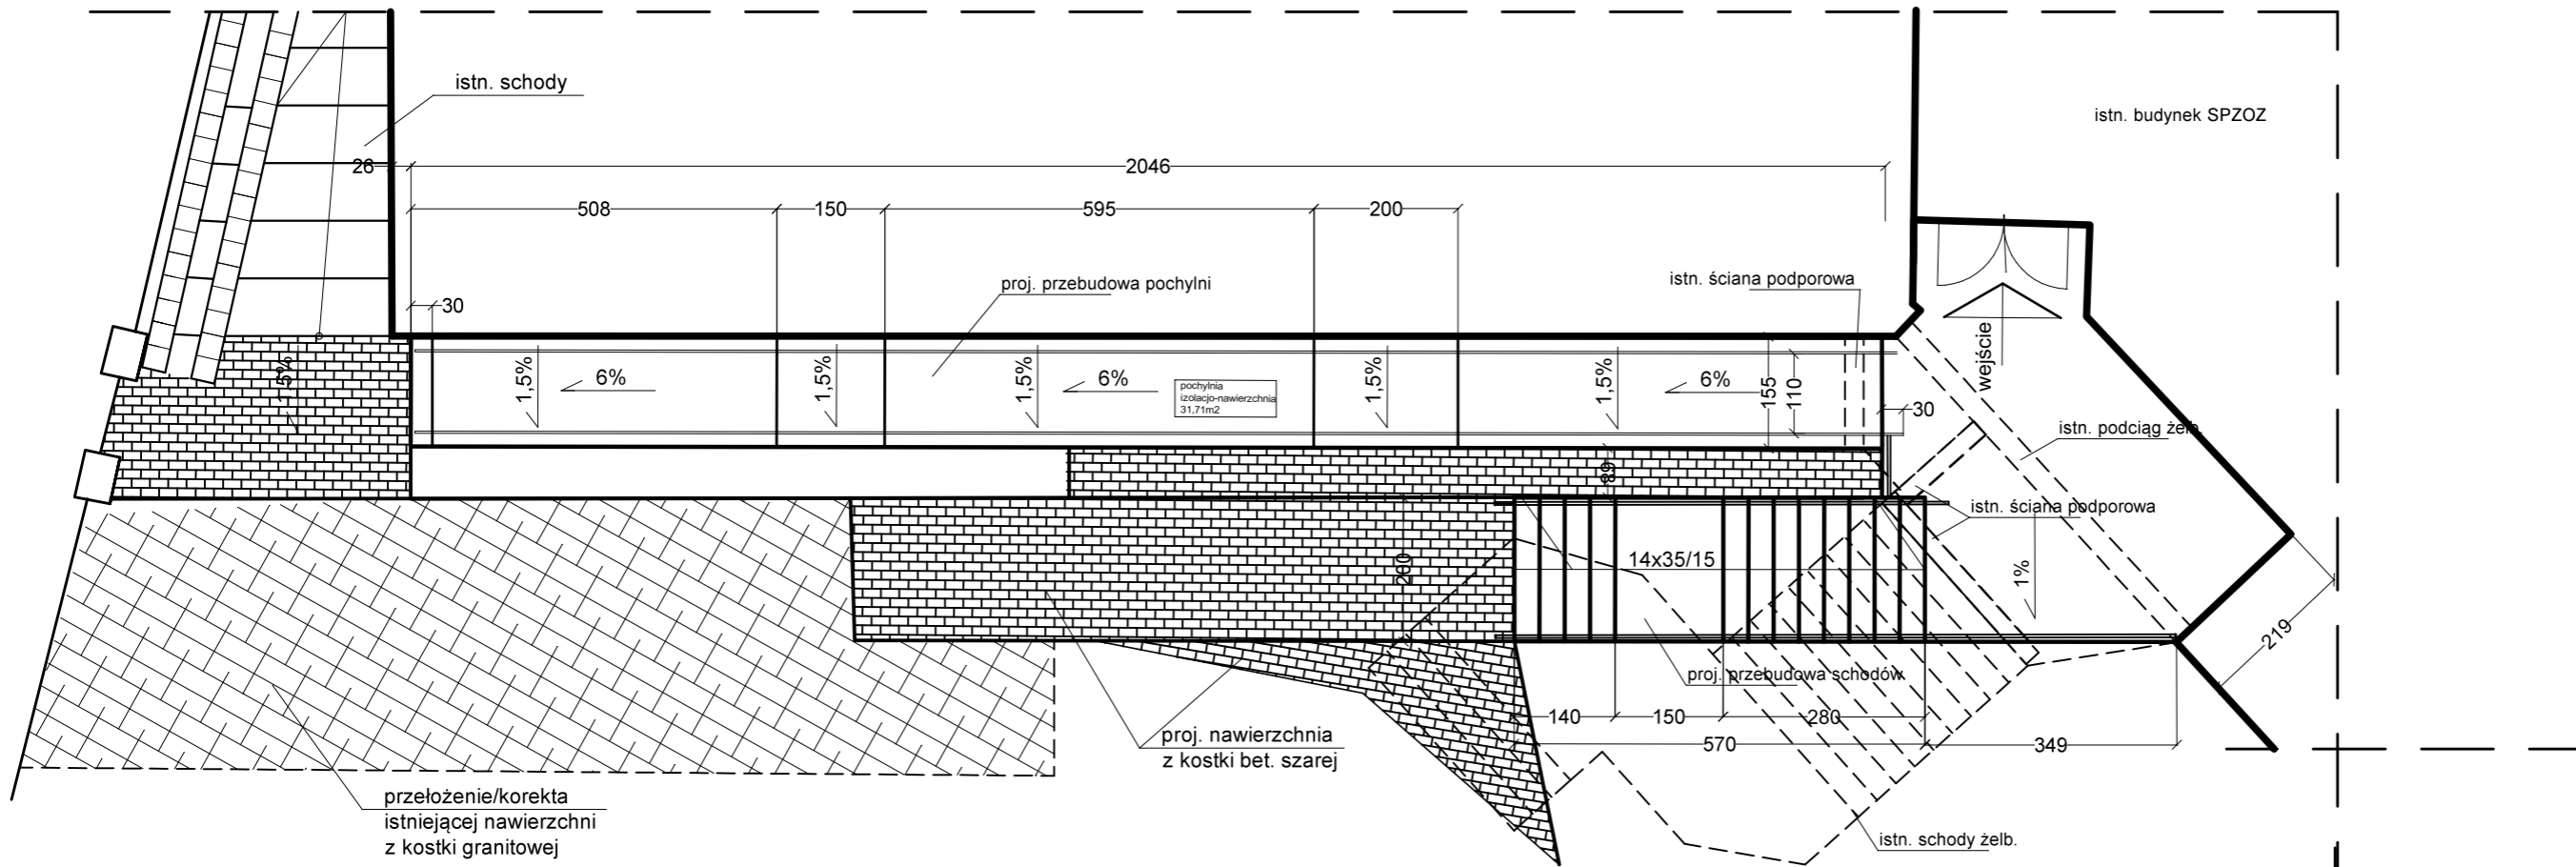 istn. schody
istn. budynek SPZOZ
26
2046
508
150
595
200
30
proj. przebudowa pochylni
istn. ściana podporowa
wejście
1,5%
1,5%
6%
1,5%
1,5%
6%
pochylnia
izolacjo-nawierzchnia
31,71m2
1,5%
1,5%
6%
155
110
30
istn. podciąg żelb.
89
istn. ściana podporowa
200
14x35/15
1%
219
proj. przebudowa schodów
140
150
280
570
349
proj. nawierzchnia
z kostki bet. szarej
przełożenie/korekta
istniejącej nawierzchni
z kostki granitowej
istn. schody żelb.